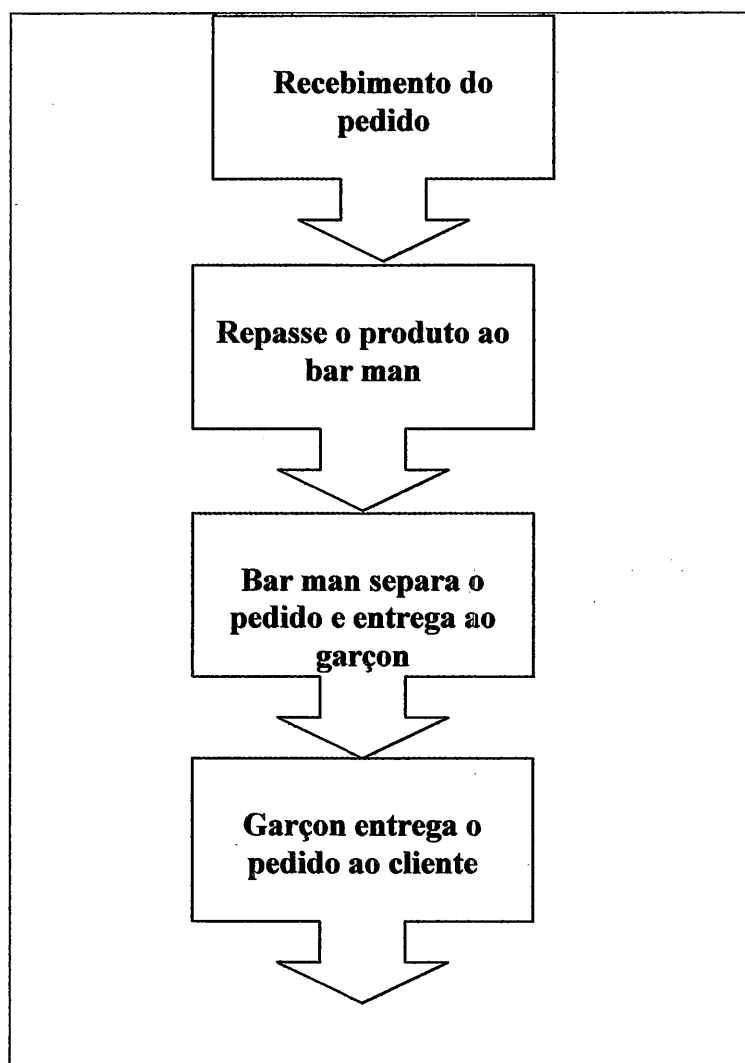 Recebimento do
pedido
Repasse o produto ao
bar man
Bar man separa o
pedido e entrega ao
garçon
Garçon entrega o
pedido ao cliente